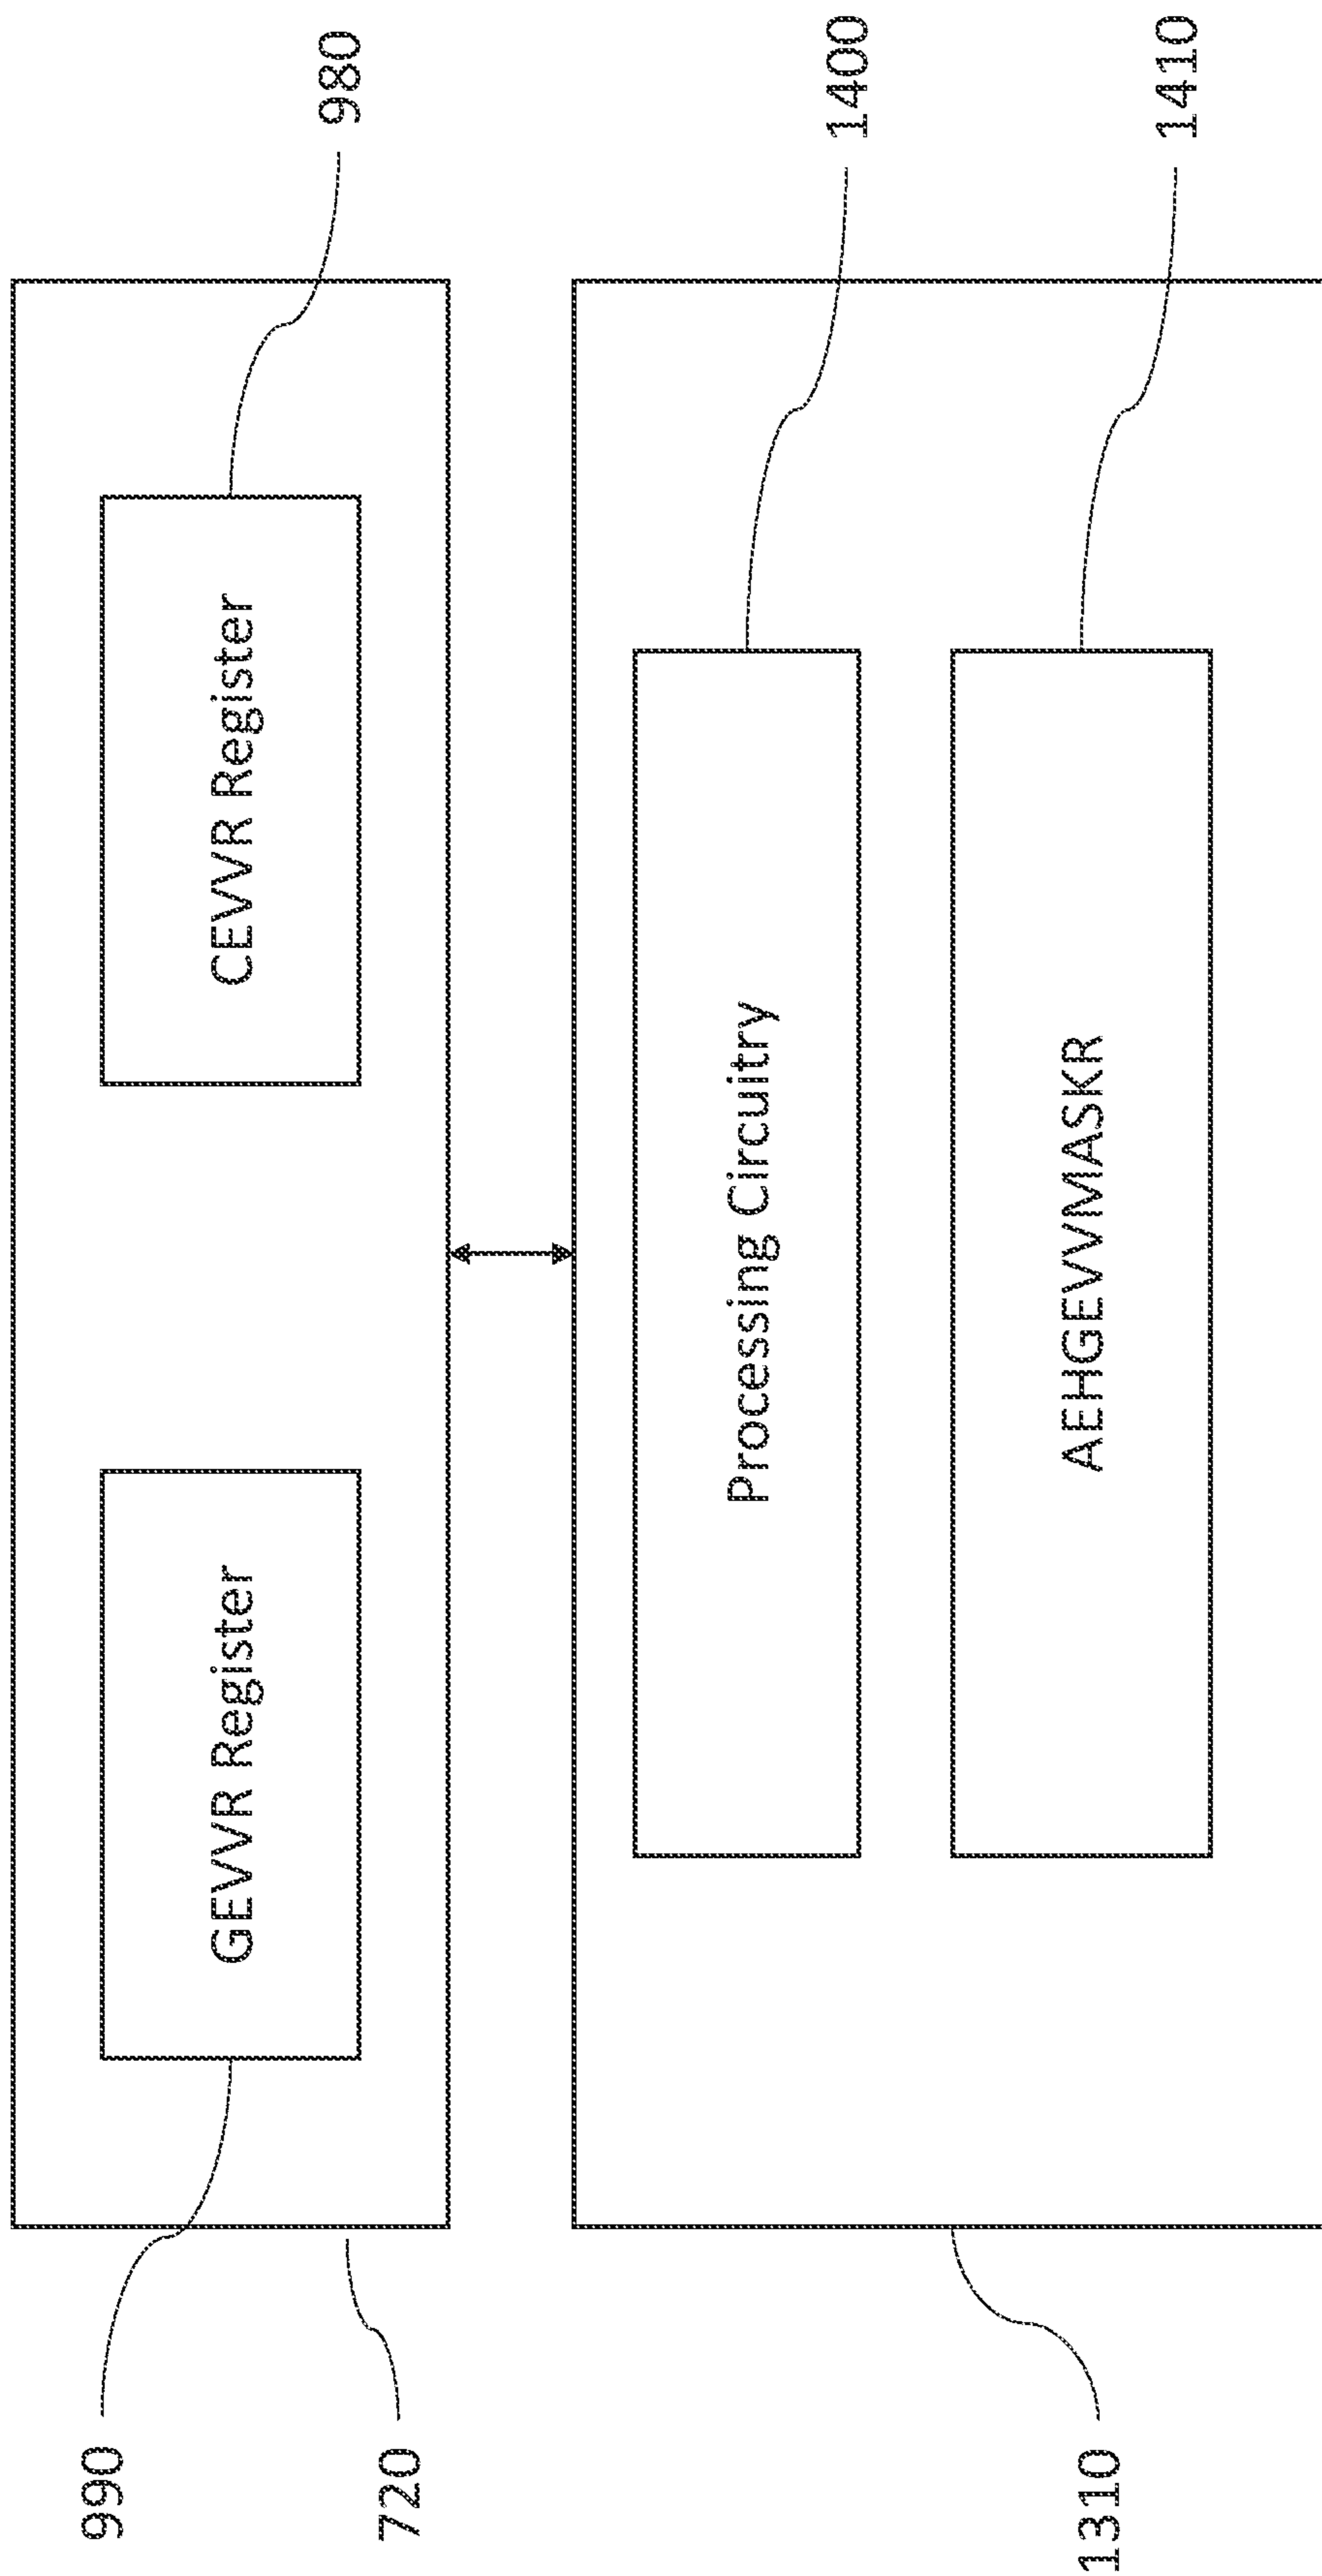 990
GEVVR Register
CEVVR Register
980
720
Processing Circuitry
1400
AEHGEVVMASKR
1310
1410